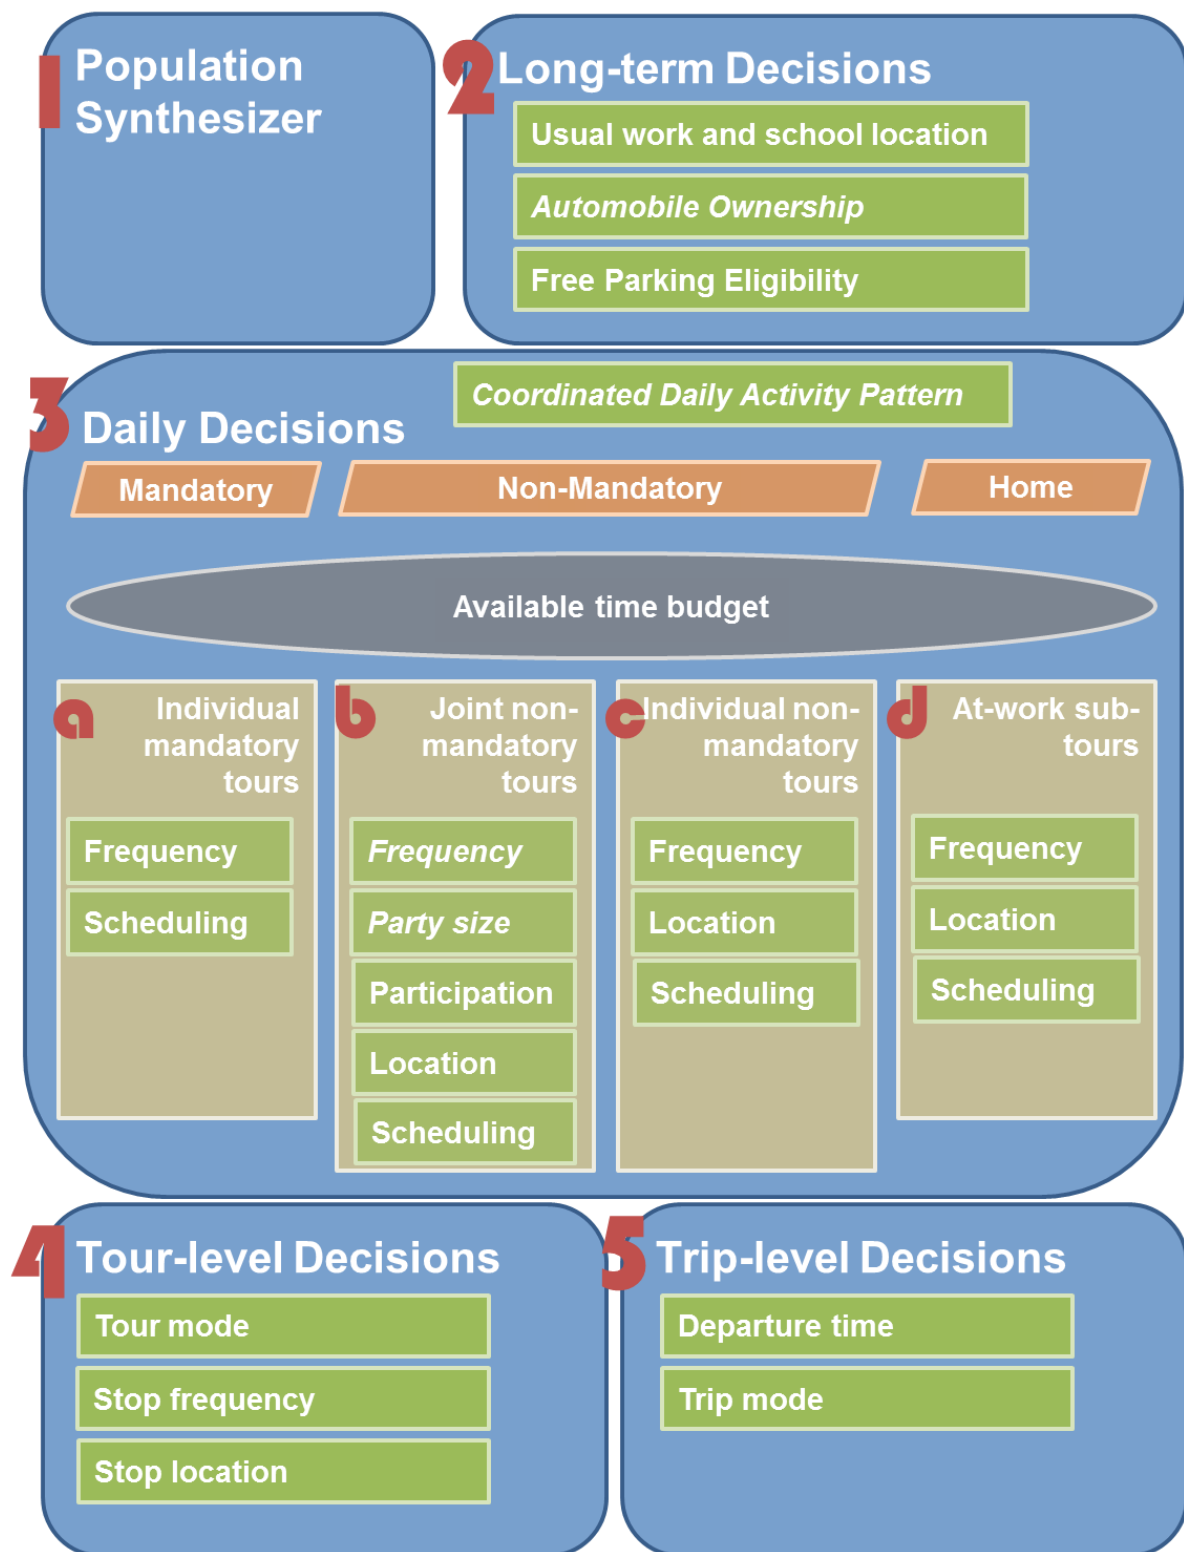 1
Population
Synthesizer
2
Long-term Decisions
Usual work and school location
Automobile Ownership
Free Parking Eligibility
3
Daily Decisions
Coordinated Daily Activity Pattern
Mandatory
Non-Mandatory
Home
Available time budget
a
Individual
mandatory
tours
Frequency
Scheduling
b
Joint non-
mandatory
tours
Frequency
Party size
Participation
Location
Scheduling
c
Individual non-
mandatory
tours
Frequency
Location
Scheduling
d
At-work sub-
tours
Frequency
Location
Scheduling
4
Tour-level Decisions
Tour mode
Stop frequency
Stop location
5
Trip-level Decisions
Departure time
Trip mode